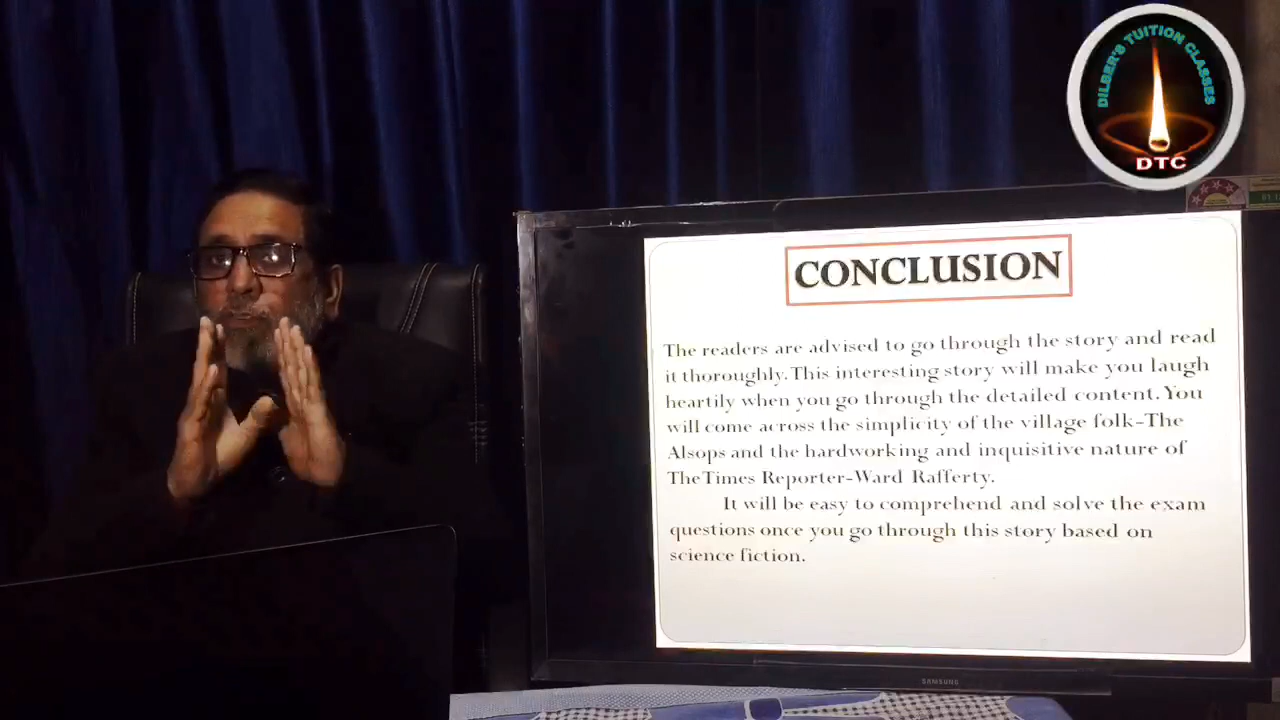 DILBER'S TUITION CLASSES
DTC
CONCLUSION
The readers are advised to go through the story and read
it thoroughly. This interesting story will make you laugh
heartily when you go through the detailed content. You
will come across the simplicity of the village folk-The
Alsops and the hardworking and inquisitive nature of
The Times Reporter-Ward Rafferty.
It will be easy to comprehend and solve the exam
questions once you go through this story based on
science fiction.
SAMSUNG